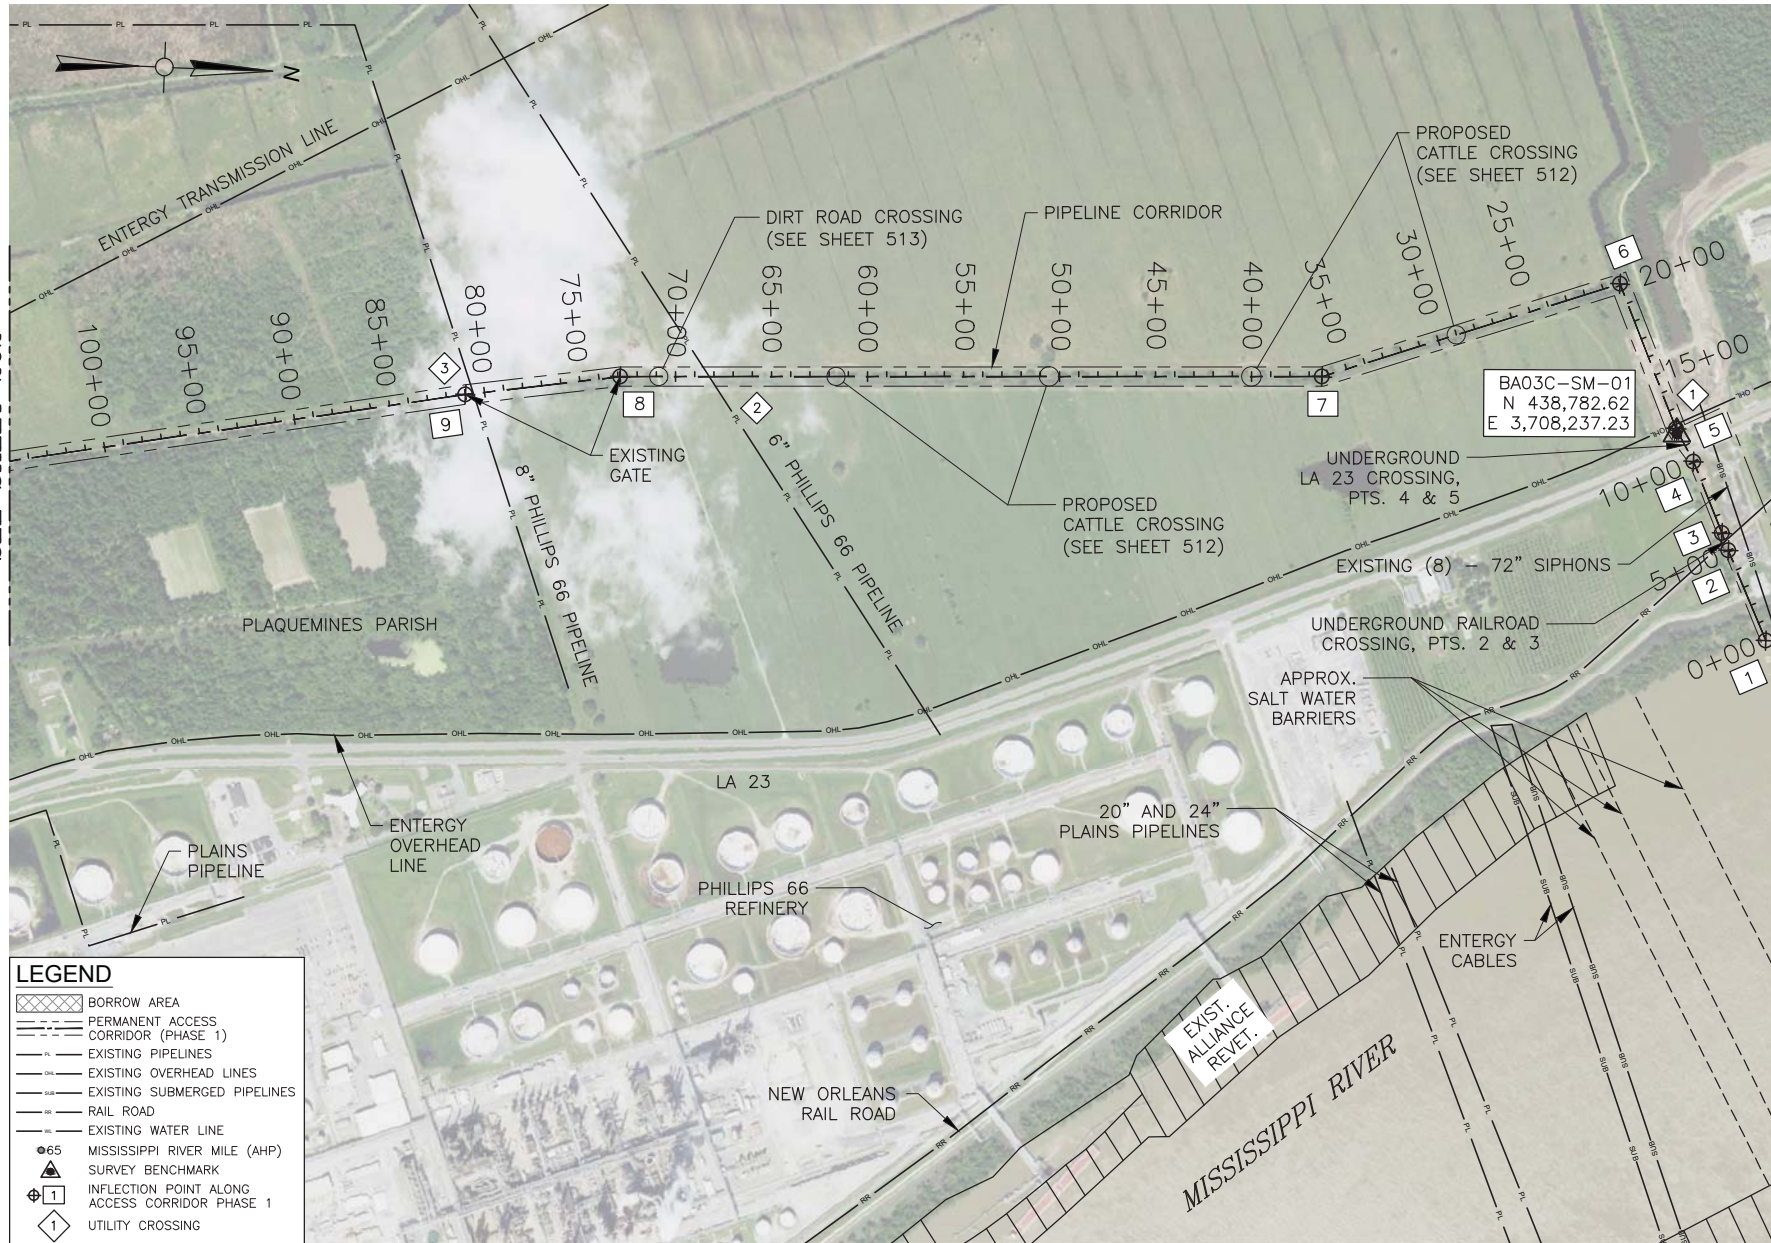 N
ENTERGY TRANSMISSION LINE
DIRT ROAD CROSSING
(SEE SHEET 513)
PIPELINE CORRIDOR
PROPOSED
CATTLE CROSSING
(SEE SHEET 512)
100+00
95+00
90+00
85+00
80+00
75+00
70+00
65+00
60+00
55+00
50+00
45+00
40+00
35+00
30+00
25+00
20+00
15+00
10+00
5+00
0+00
6
3
9
8
2
7
1
5
4
3
2
1
BA03C-SM-01
N 438,782.62
E 3,708,237.23
EXISTING
GATE
8" PHILLIPS 66 PIPELINE
6" PHILLIPS 66 PIPELINE
PROPOSED
CATTLE CROSSING
(SEE SHEET 512)
UNDERGROUND
LA 23 CROSSING,
PTS. 4 & 5
EXISTING (8) - 72" SIPHONS
UNDERGROUND RAILROAD
CROSSING, PTS. 2 & 3
APPROX.
SALT WATER
BARRIERS
PLAQUEMINES PARISH
LA 23
ENTERGY
OVERHEAD
LINE
PLAINS
PIPELINE
20" AND 24"
PLAINS PIPELINES
PHILLIPS 66
REFINERY
ENTERGY
CABLES
EXIST.
ALLIANCE
REVET.
NEW ORLEANS
RAIL ROAD
MISSISSIPPI RIVER
LEGEND
BORROW AREA
PERMANENT ACCESS
CORRIDOR (PHASE 1)
PL EXISTING PIPELINES
OHL EXISTING OVERHEAD LINES
SUB EXISTING SUBMERGED PIPELINES
RR RAIL ROAD
WL EXISTING WATER LINE
65 MISSISSIPPI RIVER MILE (AHP)
SURVEY BENCHMARK
1 INFLECTION POINT ALONG
ACCESS CORRIDOR PHASE 1
1 UTILITY CROSSING